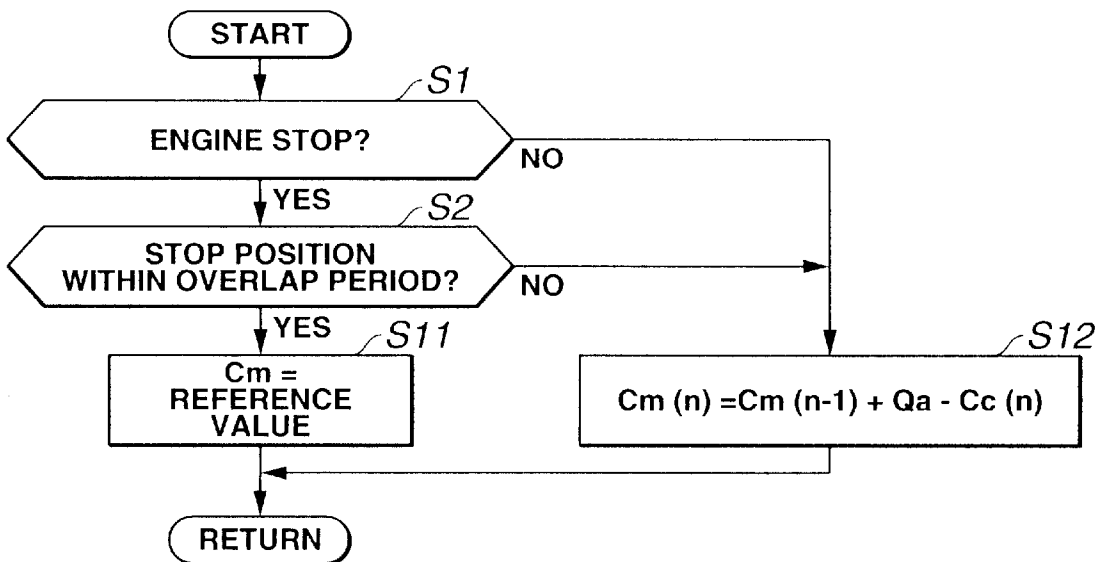 START
S1
ENGINE STOP?
NO
YES
S2
STOP POSITION
WITHIN OVERLAP PERIOD?
NO
YES
S11
Cm =
REFERENCE
VALUE
S12
Cm (n) =Cm (n-1) + Qa - Cc (n)
RETURN